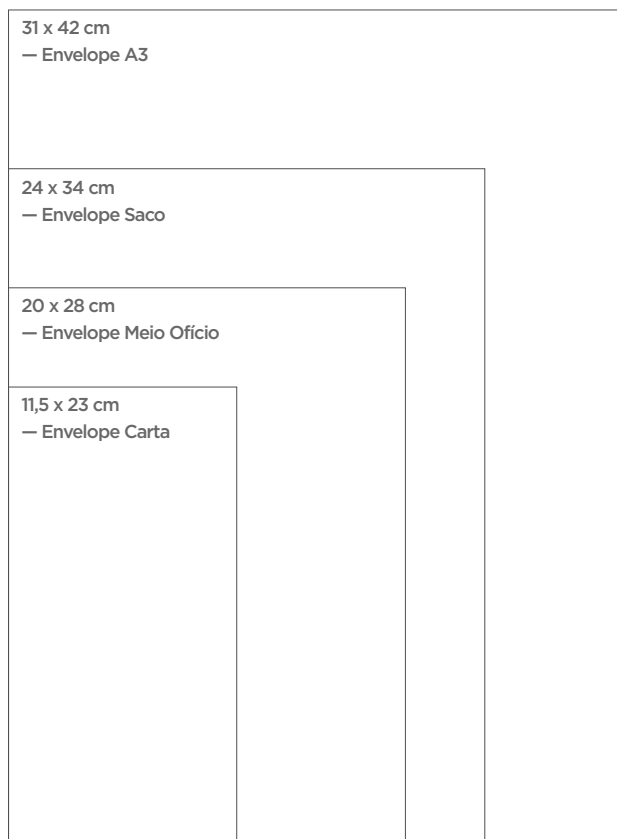 31 x 42 cm
— Envelope A3
24 x 34 cm
— Envelope Saco
20 x 28 cm
— Envelope Meio Ofício
11,5 x 23 cm
— Envelope Carta